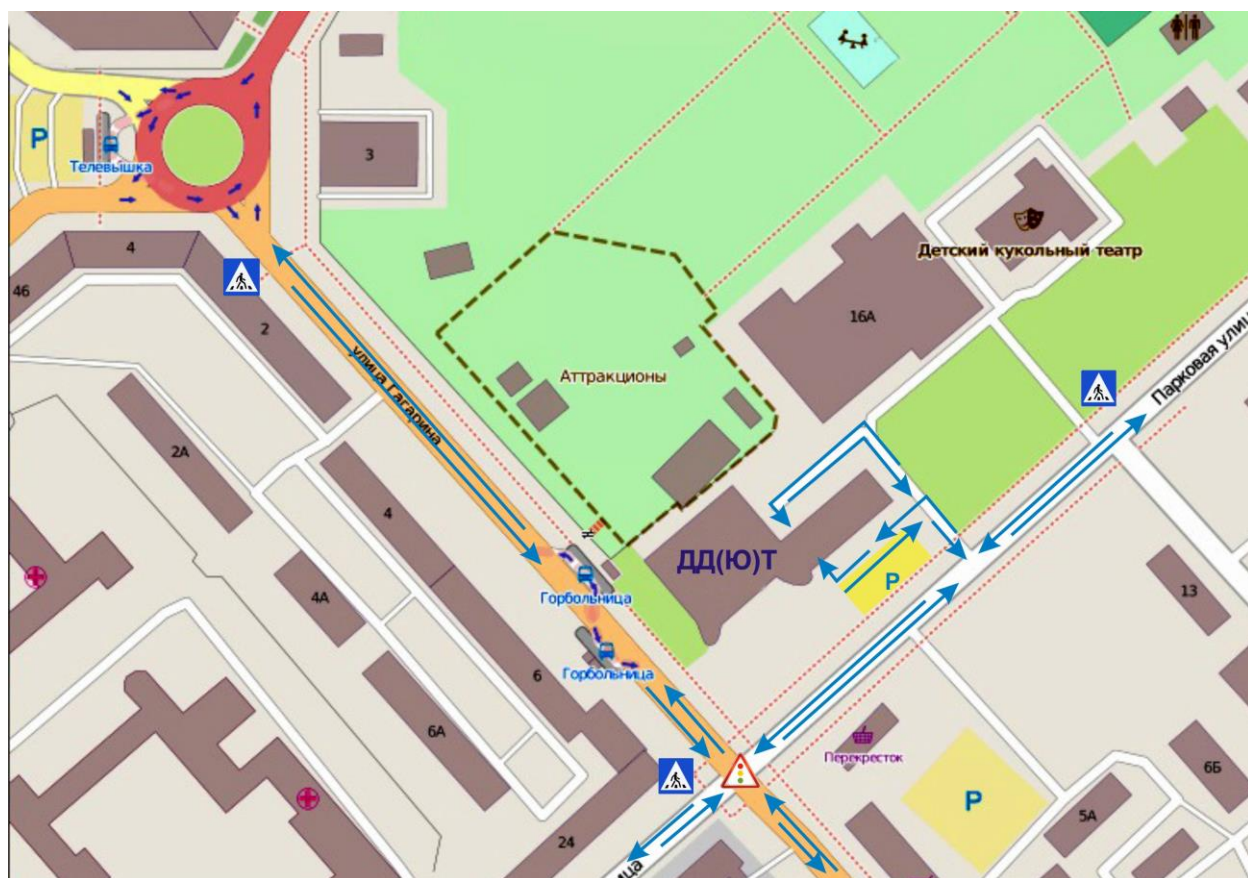 P
Телевышка
3
4
46
2
Детский кукольный театр
16А
улица Гагарина
Аттракционы
Парковая улиц
2А
4
ДД(Ю)Т
P
13
4А
Горбольница
Горбольница
6
6А
Перекресток
6Б
P
5А
24
ица